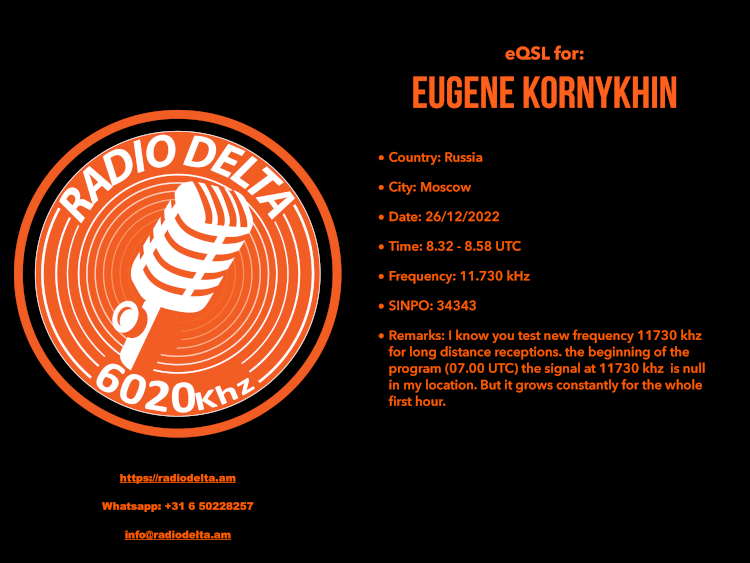 RADIO DELTA
6020khz
https://radiodelta.am
Whatsapp: +31 6 50228257
info@radiodelta.am
eQSL for:
EUGENE KORNYKHIN
• Country: Russia
• City: Moscow
• Date: 26/12/2022
• Time: 8.32 - 8.58 UTC
• Frequency: 11.730 kHz
• SINPO: 34343
• Remarks: I know you test new frequency 11730 khz
for long distance receptions. the beginning of the
program (07.00 UTC) the signal at 11730 khz  is null
in my location. But it grows constantly for the whole
first hour.